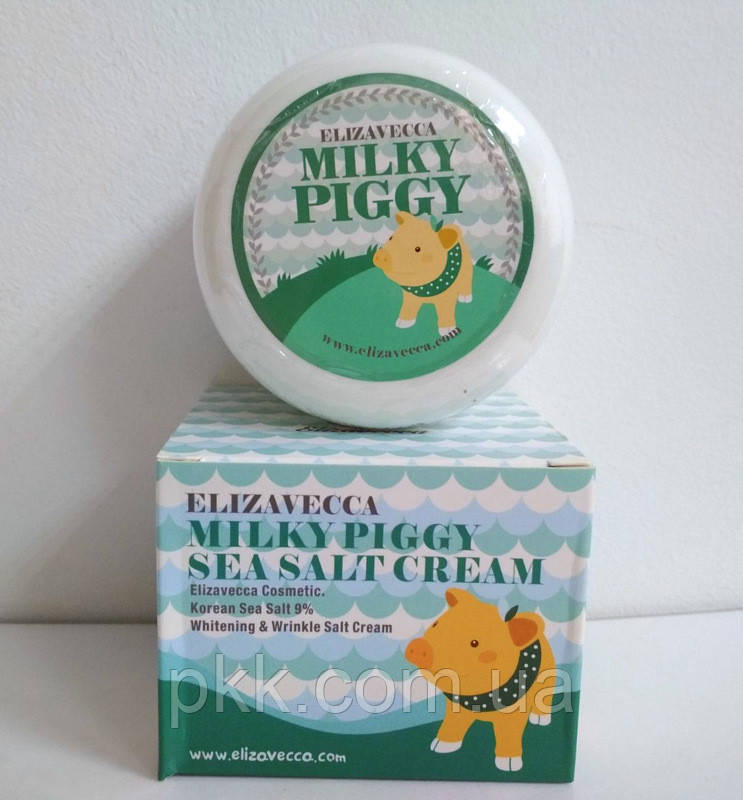 ELIZAVECCA
MILKY
PIGGY
www.elizavecca.com
Elizavecca
ELIZAVECCA
MILKY PIGGY
SEA SALT CREAM
Elizavecca Cosmetic.
Korean Sea Salt 9%
Whitening & Wrinkle Salt Cream
pkk.com.ua
www.elizavecca.com